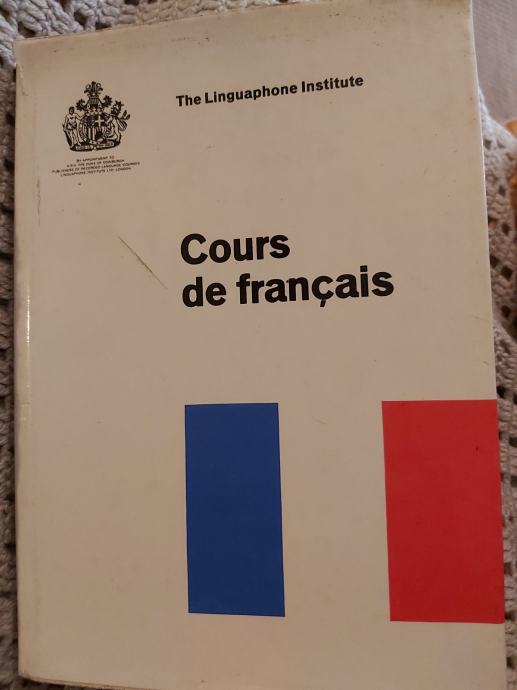 The Linguaphone Institute
BY APPOINTMENT TO
H.R.H. THE DUKE OF EDINBURGH
PUBLISHERS OF RECORDED LANGUAGE COURSES
LINGUAPHONE INSTITUTE LTD. LONDON
Cours
de français